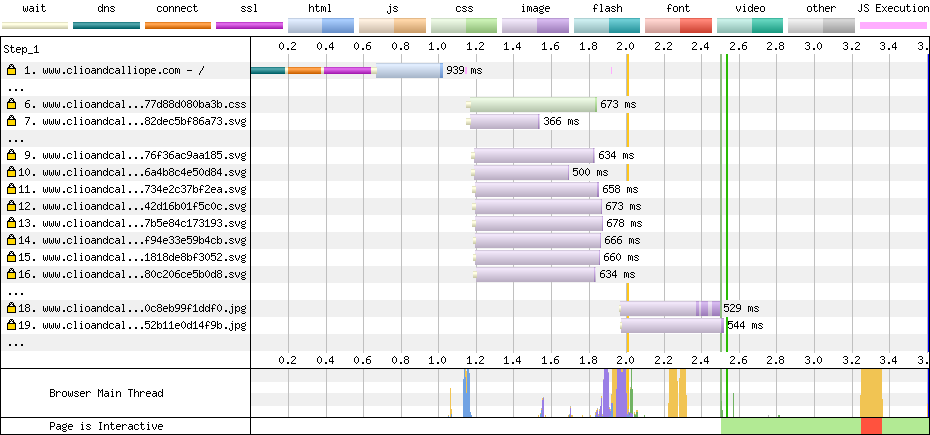 wait dns connect ssl html js css image flash font video other JS Execution
Step_1 0.2 0.4 0.6 0.8 1.0 1.2 1.4 1.6 1.8 2.0 2.2 2.4 2.6 2.8 3.0 3.2 3.4 3.
1. www.clioandcalliope.com - / 939 ms
...
6. www.clioandcal...77d88d080ba3b.css 673 ms
7. www.clioandcal...82dec5bf86a73.svg 366 ms
...
9. www.clioandcal...76f36ac9aa185.svg 634 ms
10. www.clioandcal...6a4b8c4e50d84.svg 500 ms
11. www.clioandcal...734e2c37bf2ea.svg 658 ms
12. www.clioandcal...42d16b01f5c0c.svg 673 ms
13. www.clioandcal...7b5e84c173193.svg 678 ms
14. www.clioandcal...f94e33e59b4cb.svg 666 ms
15. www.clioandcal...1818de8bf3052.svg 660 ms
16. www.clioandcal...80c206ce5b0d8.svg 634 ms
...
18. www.clioandcal...0c8eb99f1ddf0.jpg 529 ms
19. www.clioandcal...52b11e0d14f9b.jpg 544 ms
...
0.2 0.4 0.6 0.8 1.0 1.2 1.4 1.6 1.8 2.0 2.2 2.4 2.6 2.8 3.0 3.2 3.4 3.
Browser Main Thread
Page is Interactive